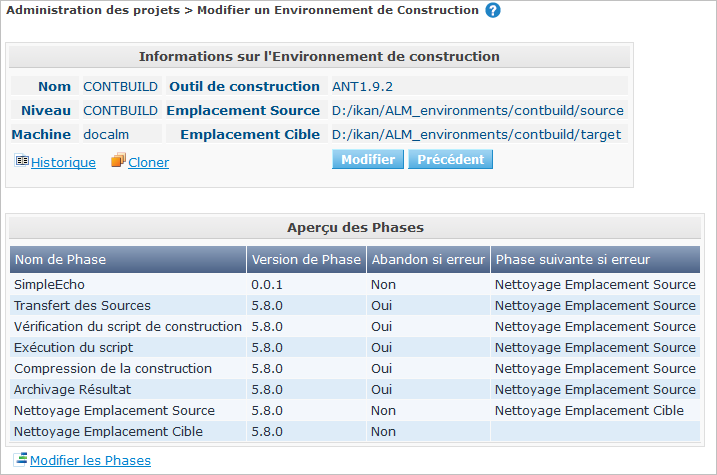 Administration des projets > Modifier un Environnement de Construction ?
Informations sur l'Environnement de construction
Nom CONTBUILD Outil de construction ANT1.9.2
Niveau CONTBUILD Emplacement Source D:/ikan/ALM_environments/contbuild/source
Machine docalm Emplacement Cible D:/ikan/ALM_environments/contbuild/target
Historique Cloner Modifier Précédent
Aperçu des Phases
Nom de Phase Version de Phase Abandon si erreur Phase suivante si erreur
SimpleEcho 0.0.1 Non Nettoyage Emplacement Source
Transfert des Sources 5.8.0 Oui Nettoyage Emplacement Source
Vérification du script de construction 5.8.0 Oui Nettoyage Emplacement Source
Exécution du script 5.8.0 Oui Nettoyage Emplacement Source
Compression de la construction 5.8.0 Oui Nettoyage Emplacement Source
Archivage Résultat 5.8.0 Oui Nettoyage Emplacement Source
Nettoyage Emplacement Source 5.8.0 Non Nettoyage Emplacement Cible
Nettoyage Emplacement Cible 5.8.0 Non
Modifier les Phases